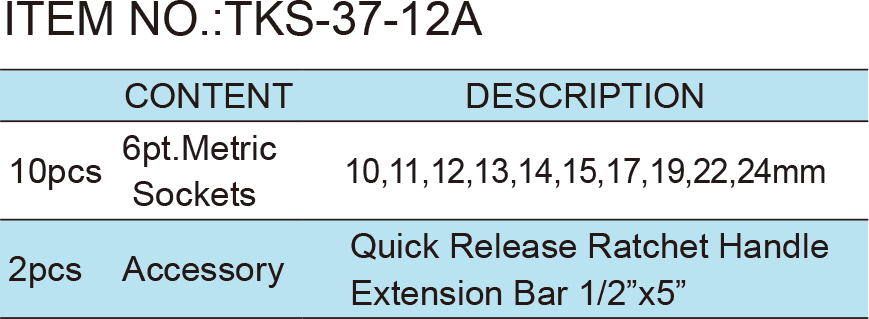 ITEM NO.:TKS-37-12A
CONTENT DESCRIPTION
10pcs 6pt.Metric Sockets 10,11,12,13,14,15,17,19,22,24mm
2pcs Accessory Quick Release Ratchet Handle
Extension Bar 1/2”x5”